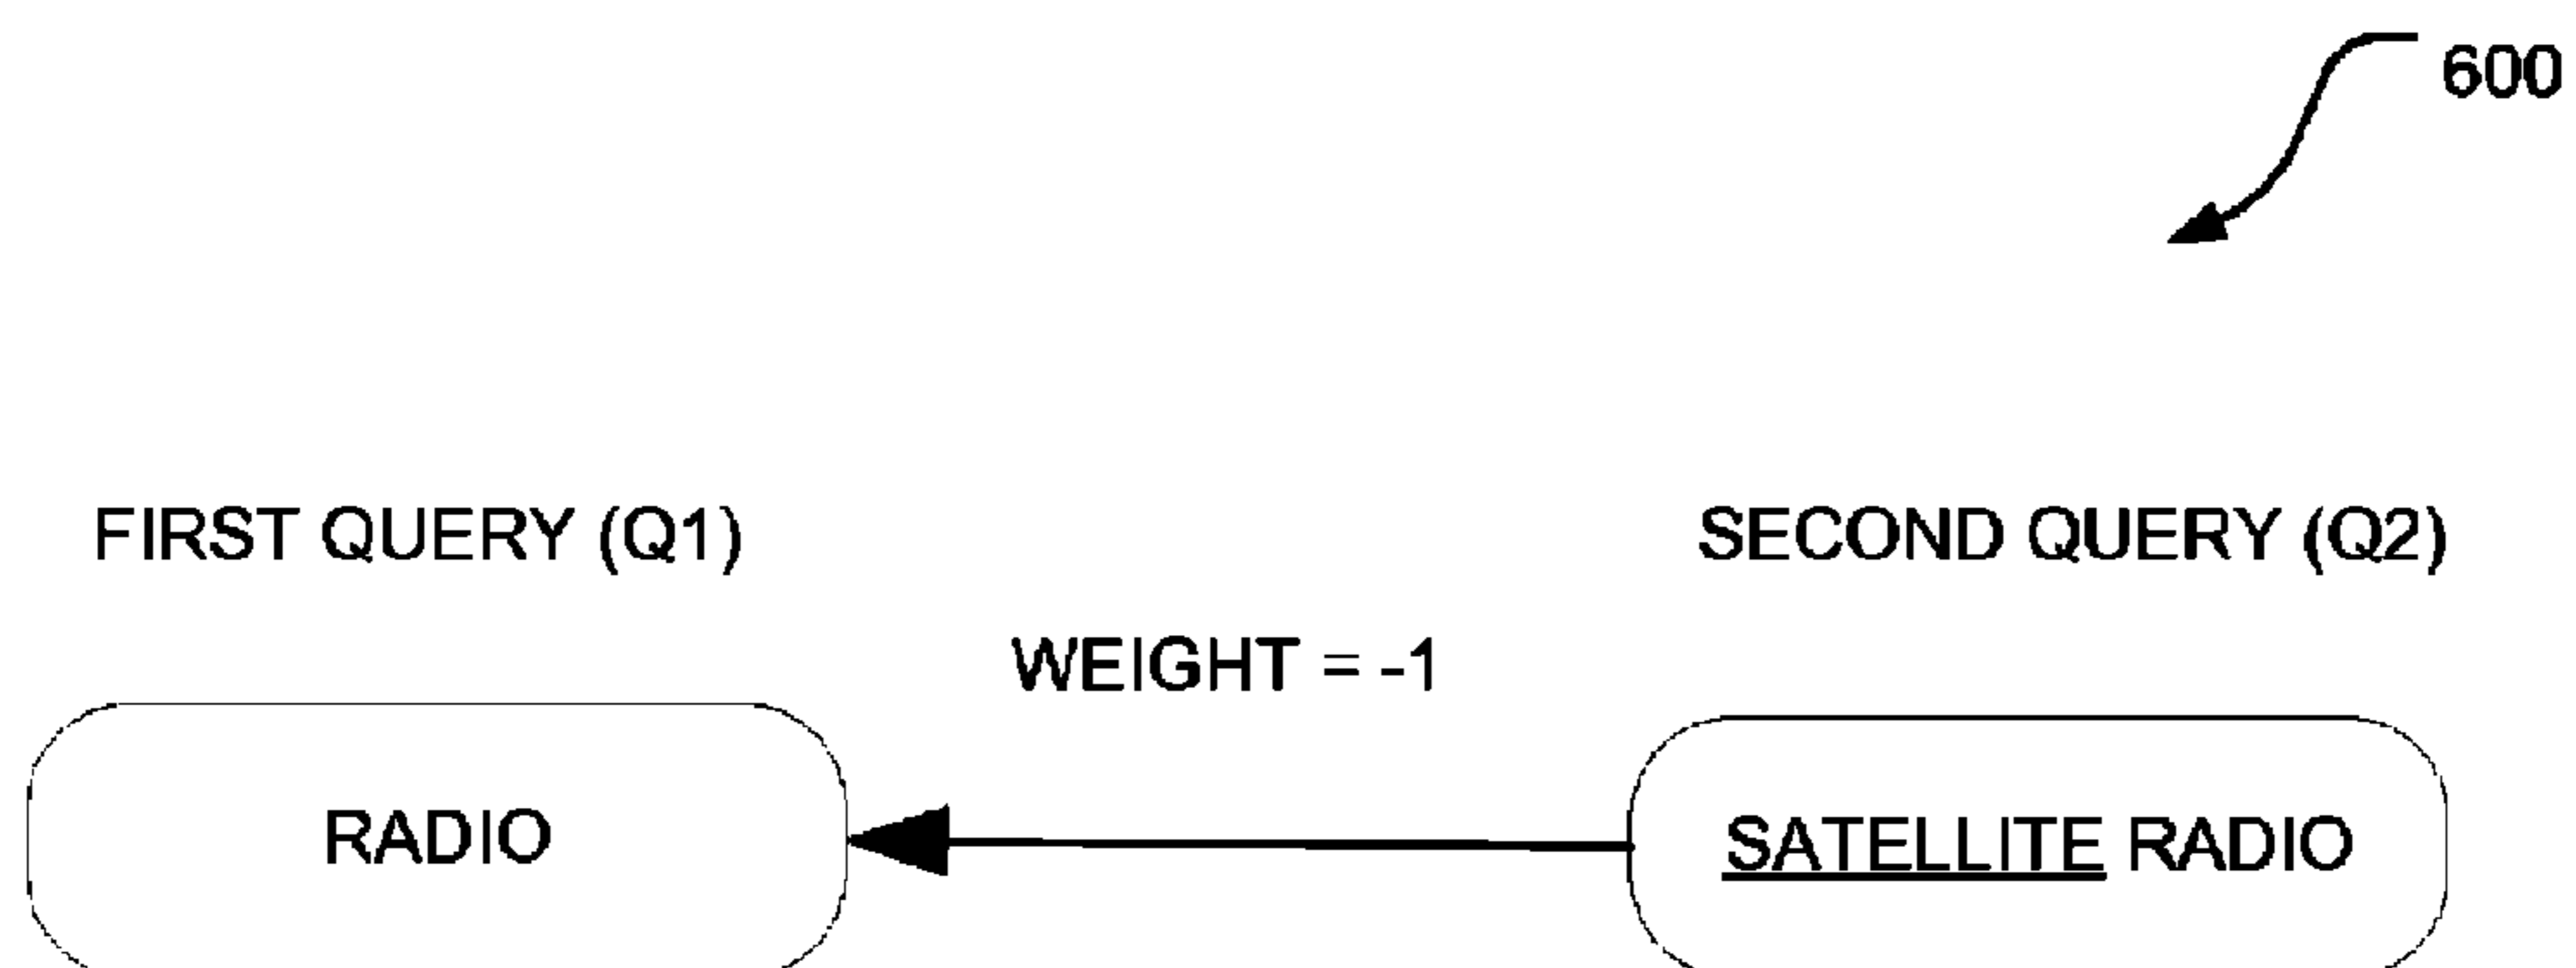 600
FIRST QUERY (Q1) SECOND QUERY (Q2)
WEIGHT = -1
RADIO SATELLITE RADIO